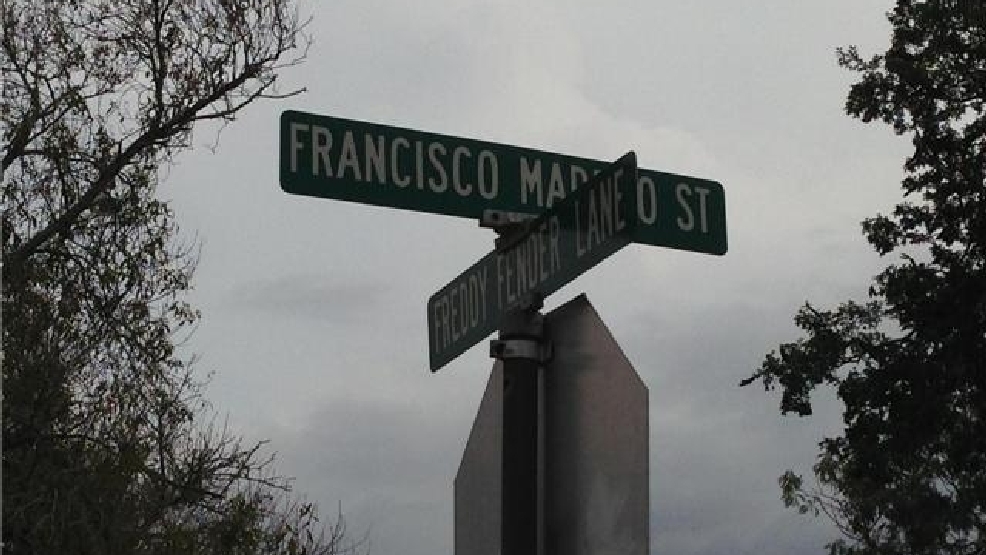 FRANCISCO ST
FREDDY FENDER LANE